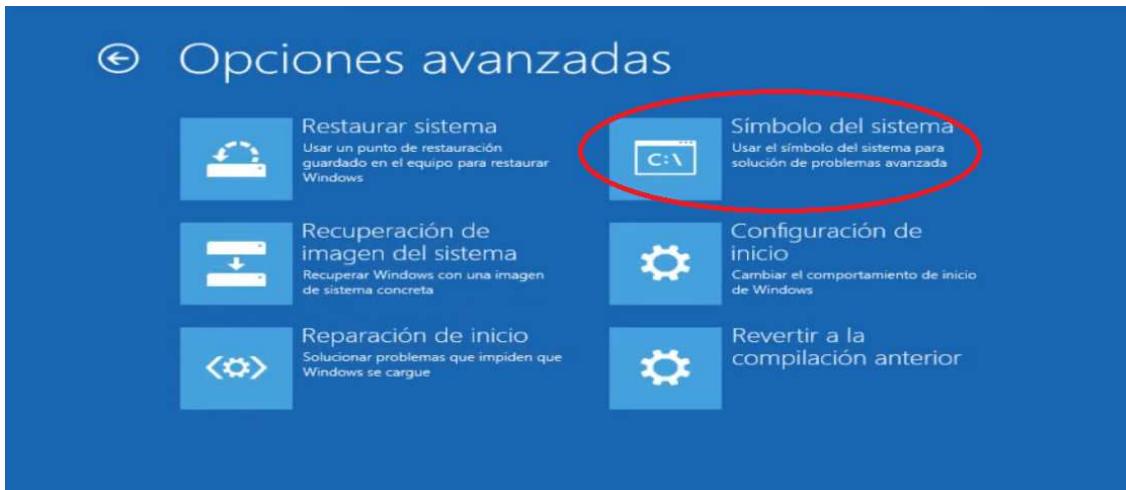 Opciones avanzadas
Restaurar sistema
Usar un punto de restauración
guardado en el equipo para restaurar
Windows
Símbolo del sistema
Usar el símbolo del sistema para
solución de problemas avanzada
C:\
Recuperación de
imagen del sistema
Recuperar Windows con una imagen
de sistema concreta
Configuración de
inicio
Cambiar el comportamiento de inicio
de Windows
Reparación de inicio
Solucionar problemas que impiden que
Windows se cargue
Revertir a la
compilación anterior